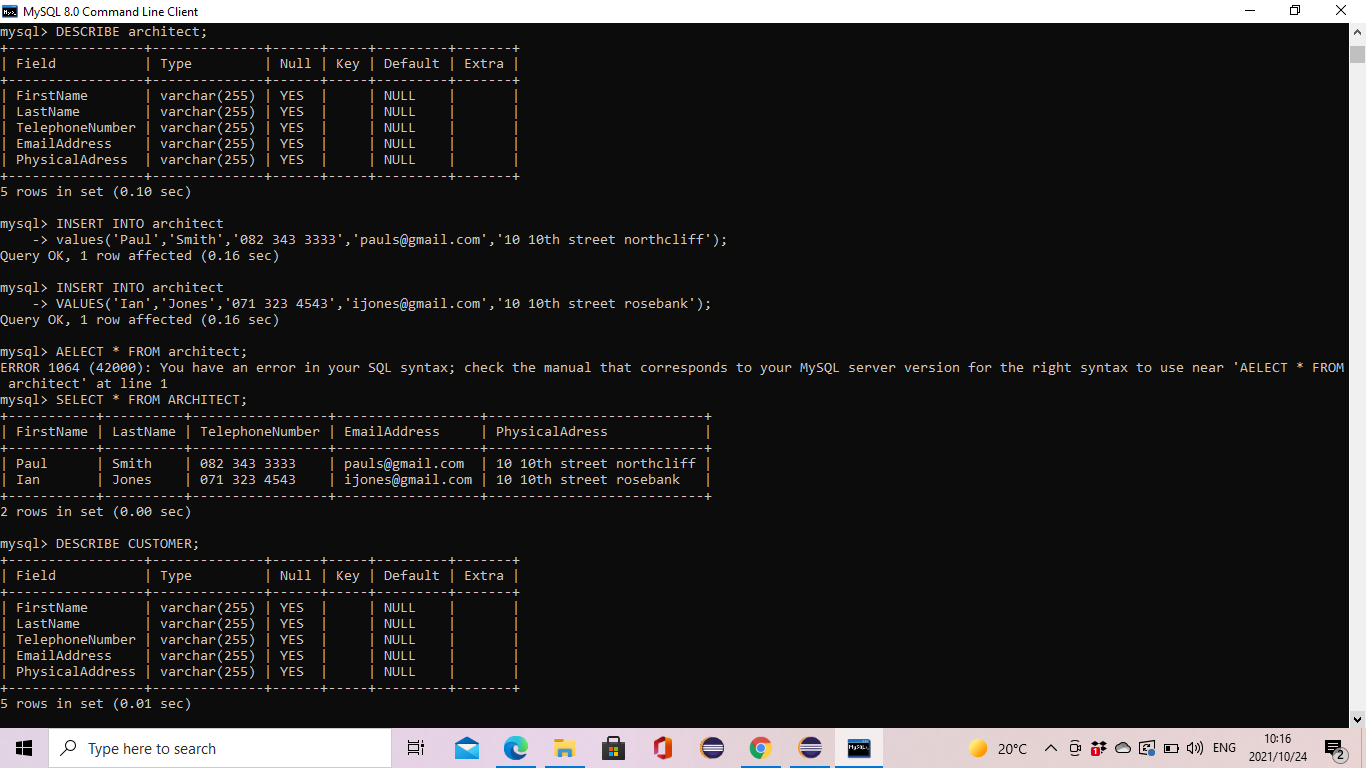 MySQL 8.0 Command Line Client
mysql> DESCRIBE architect;
+-----------------+--------------+------+-----+---------+-------+
| Field           | Type         | Null | Key | Default | Extra |
+-----------------+--------------+------+-----+---------+-------+
| FirstName       | varchar(255) | YES  |     | NULL    |       |
| LastName        | varchar(255) | YES  |     | NULL    |       |
| TelephoneNumber | varchar(255) | YES  |     | NULL    |       |
| EmailAddress    | varchar(255) | YES  |     | NULL    |       |
| PhysicalAdress  | varchar(255) | YES  |     | NULL    |       |
+-----------------+--------------+------+-----+---------+-------+
5 rows in set (0.10 sec)
mysql> INSERT INTO architect
    -> values('Paul','Smith','082 343 3333','pauls@gmail.com','10 10th street northcliff');
Query OK, 1 row affected (0.16 sec)
mysql> INSERT INTO architect
    -> VALUES('Ian','Jones','071 323 4543','ijones@gmail.com','10 10th street rosebank');
Query OK, 1 row affected (0.16 sec)
mysql> AELECT * FROM architect;
ERROR 1064 (42000): You have an error in your SQL syntax; check the manual that corresponds to your MySQL server version for the right syntax to use near 'AELECT * FROM
 architect' at line 1
mysql> SELECT * FROM ARCHITECT;
+-----------+----------+-----------------+------------------+---------------------------+
| FirstName | LastName | TelephoneNumber | EmailAddress     | PhysicalAdress            |
+-----------+----------+-----------------+------------------+---------------------------+
| Paul      | Smith    | 082 343 3333    | pauls@gmail.com  | 10 10th street northcliff |
| Ian       | Jones    | 071 323 4543    | ijones@gmail.com | 10 10th street rosebank   |
+-----------+----------+-----------------+------------------+---------------------------+
2 rows in set (0.00 sec)
mysql> DESCRIBE CUSTOMER;
+-----------------+--------------+------+-----+---------+-------+
| Field           | Type         | Null | Key | Default | Extra |
+-----------------+--------------+------+-----+---------+-------+
| FirstName       | varchar(255) | YES  |     | NULL    |       |
| LastName        | varchar(255) | YES  |     | NULL    |       |
| TelephoneNumber | varchar(255) | YES  |     | NULL    |       |
| EmailAddress    | varchar(255) | YES  |     | NULL    |       |
| PhysicalAddress | varchar(255) | YES  |     | NULL    |       |
+-----------------+--------------+------+-----+---------+-------+
5 rows in set (0.01 sec)
Type here to search
MySQL
1
20°C
ENG
10:16
2021/10/24
2